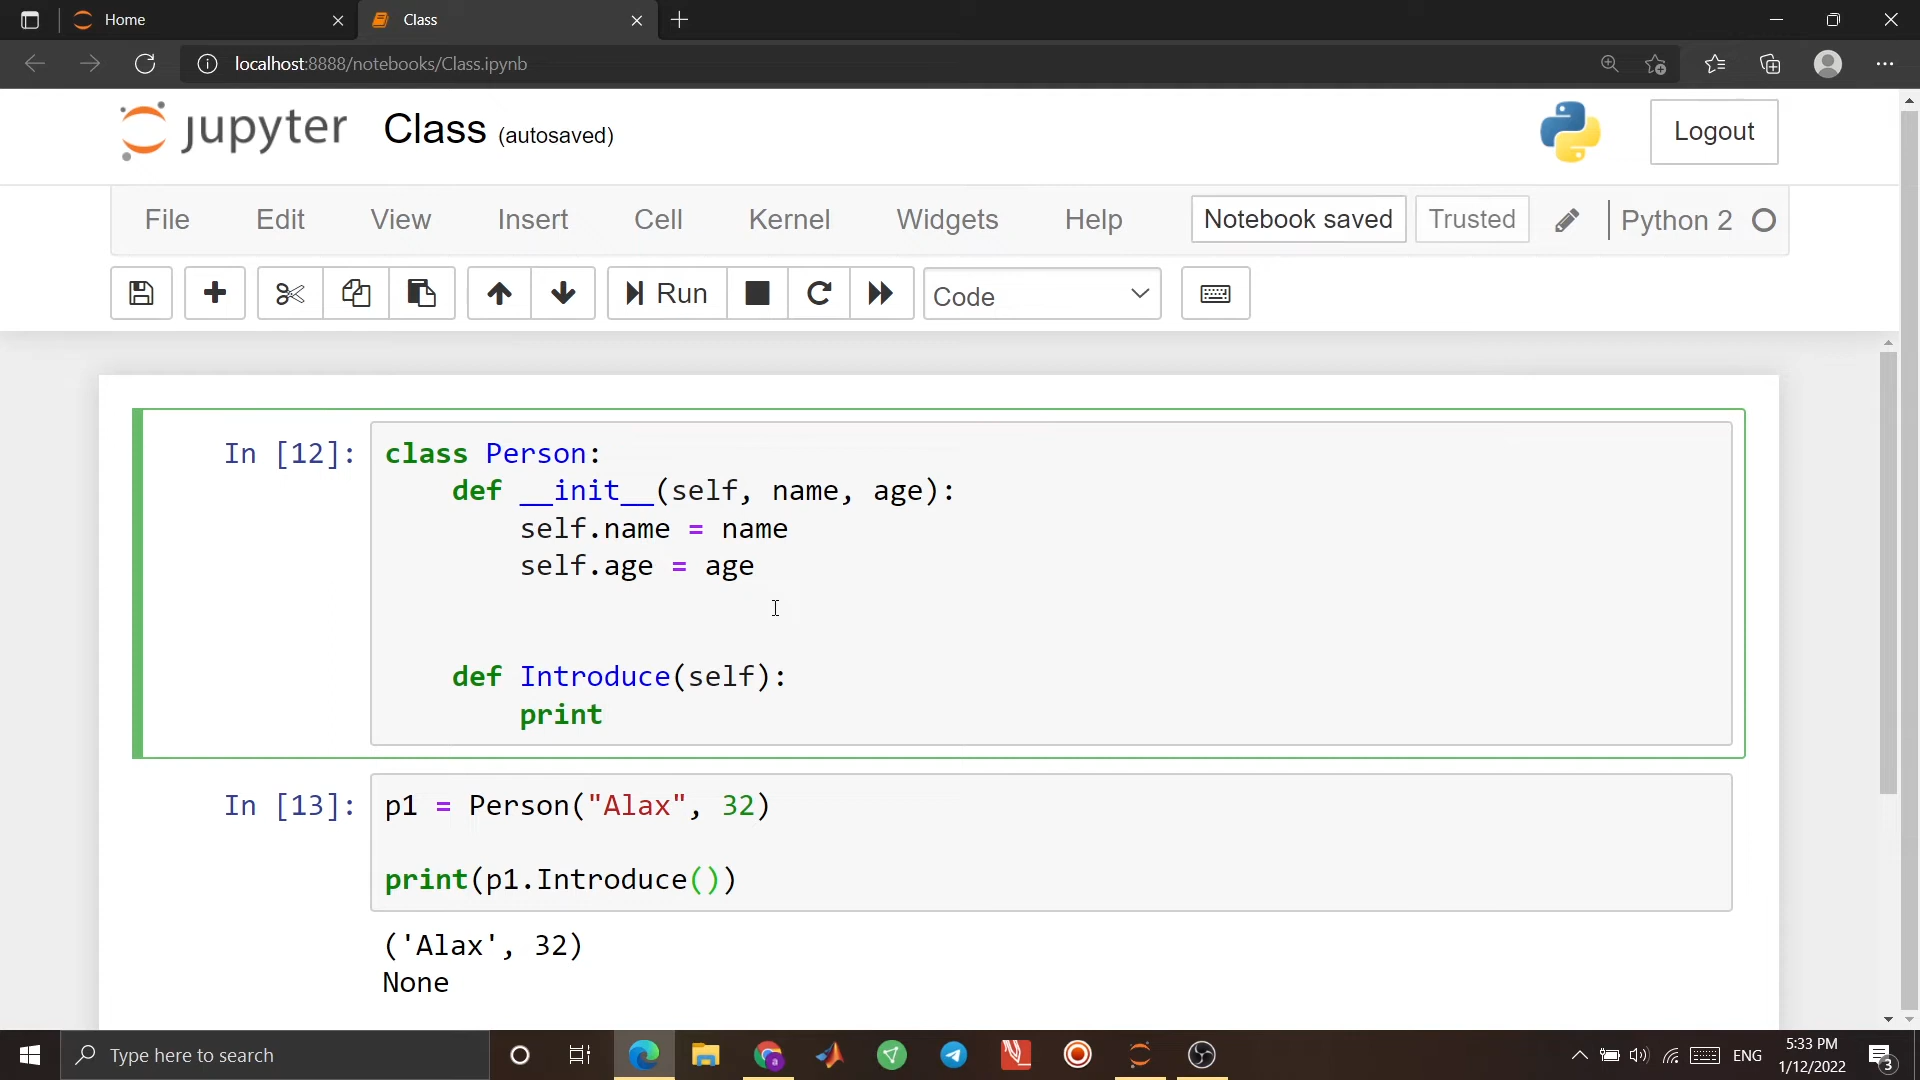 Home
Class
localhost:8888/notebooks/Class.ipynb
jupyter Class (autosaved)
Logout
File Edit View Insert Cell Kernel Widgets Help Notebook saved Trusted Python 2
Run Code
In [12]: class Person:
    def __init__(self, name, age):
        self.name = name
        self.age = age
    def Introduce(self):
        print
In [13]: p1 = Person("Alax", 32)
print(p1.Introduce())
('Alax', 32)
None
Type here to search
ENG
5:33 PM
1/12/2022
3